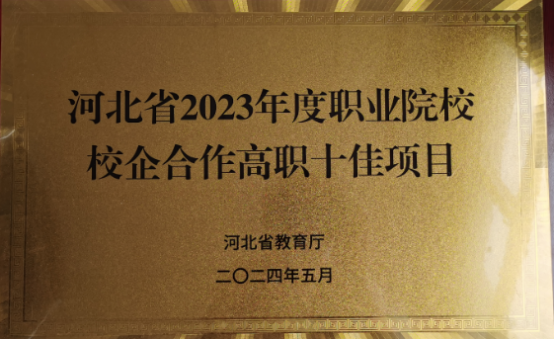 河北省2023年度职业院校
校企合作高职十佳项目
河北省教育厅
二〇二四年五月